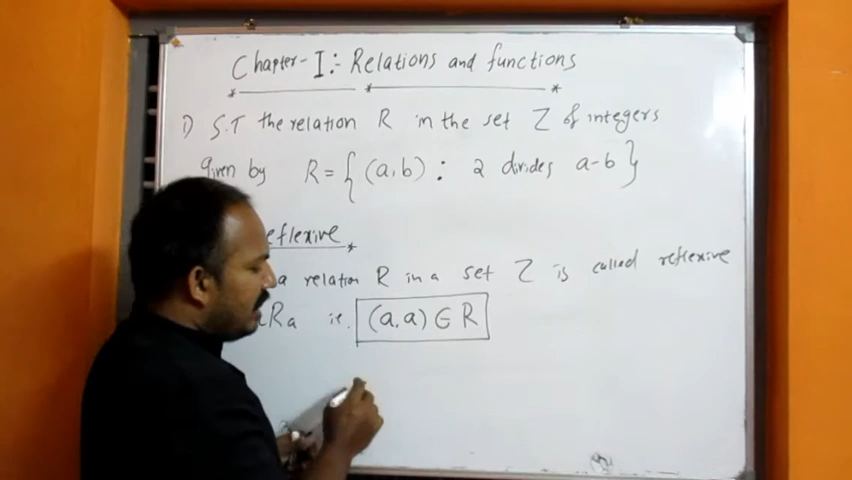 Chapter-I:- Relations and functions
1) S.T the relation R in the set Z of integers
given by R = {(a,b) : 2 divides a-b}
eflexive
a relation R in a set Z is called reflexive
Ra ie. (a,a) ∈ R